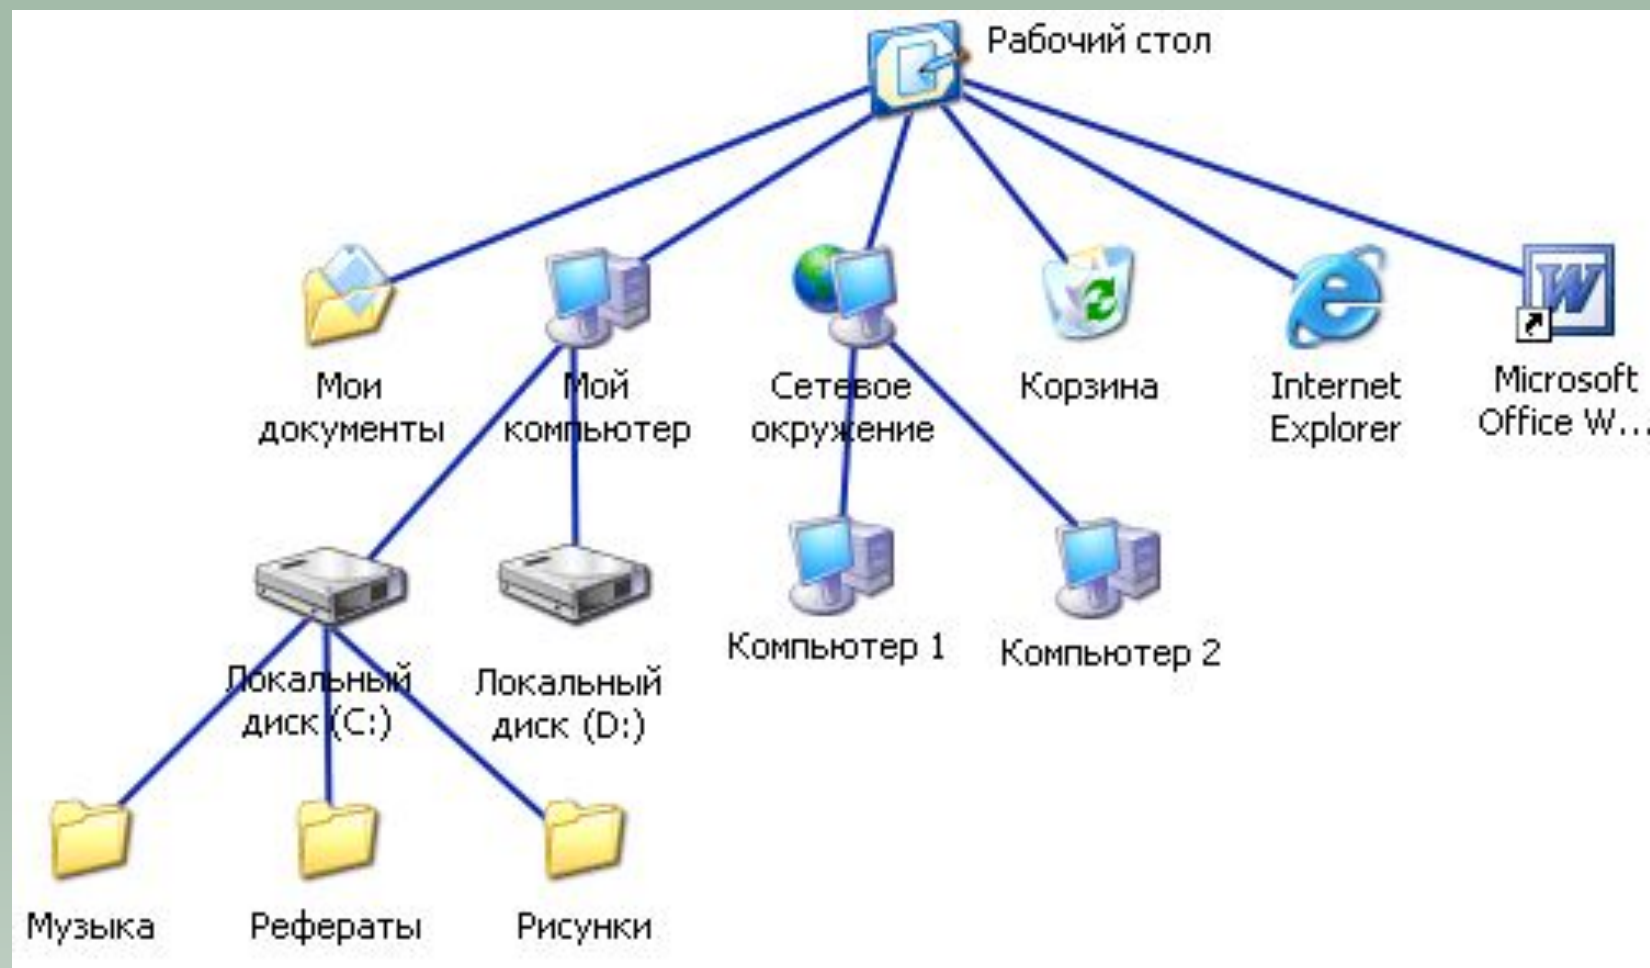 Рабочий стол
Мои
документы
Мой
компьютер
Сетевое
окружение
Корзина
Internet
Explorer
Microsoft
Office W...
Локальный
диск (C:)
Локальный
диск (D:)
Компьютер 1
Компьютер 2
Музыка
Рефераты
Рисунки